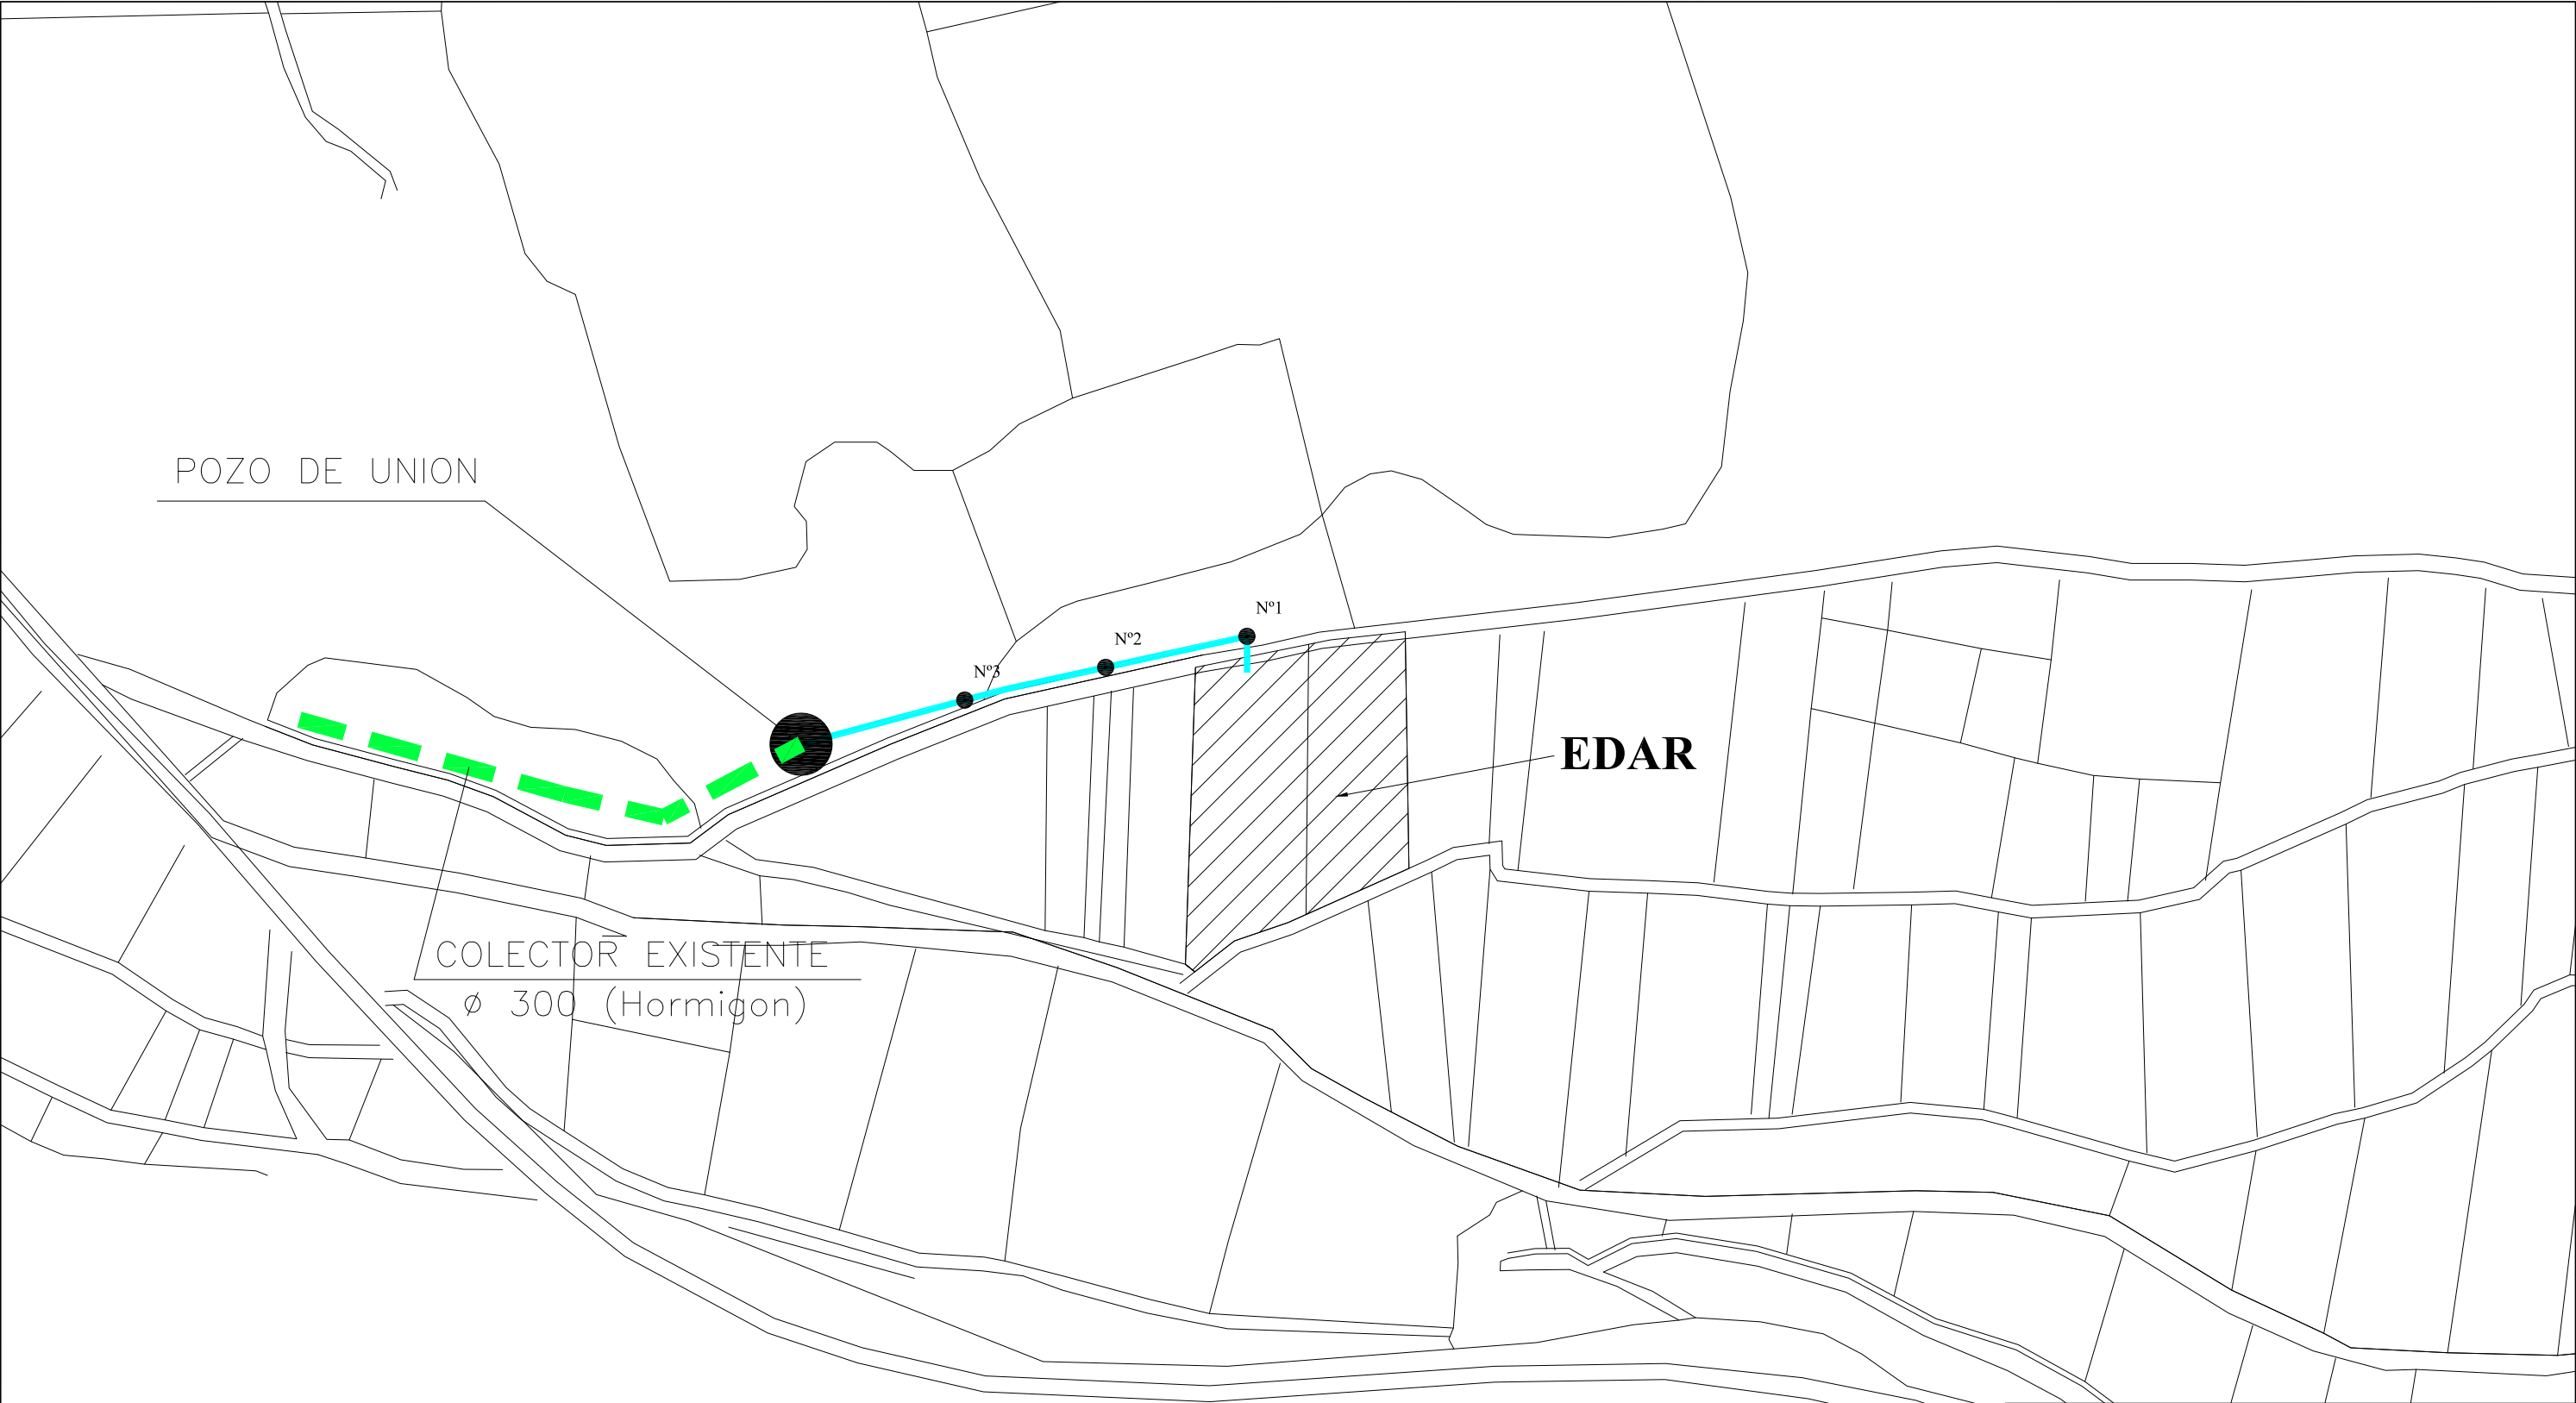 POZO DE UNION
Nº1
Nº2
Nº3
EDAR
COLECTOR EXISTENTE
ø 300 (Hormigon)